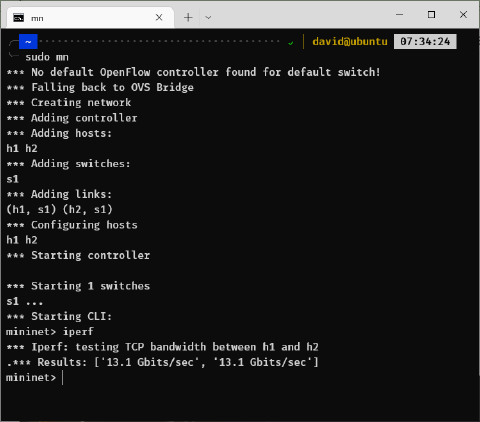 mn
~ ✓ david@ubuntu 07:34:24
sudo mn
*** No default OpenFlow controller found for default switch!
*** Falling back to OVS Bridge
*** Creating network
*** Adding controller
*** Adding hosts:
h1 h2
*** Adding switches:
s1
*** Adding links:
(h1, s1) (h2, s1)
*** Configuring hosts
h1 h2
*** Starting controller
*** Starting 1 switches
s1 ...
*** Starting CLI:
mininet> iperf
*** Iperf: testing TCP bandwidth between h1 and h2
.*** Results: ['13.1 Gbits/sec', '13.1 Gbits/sec']
mininet>